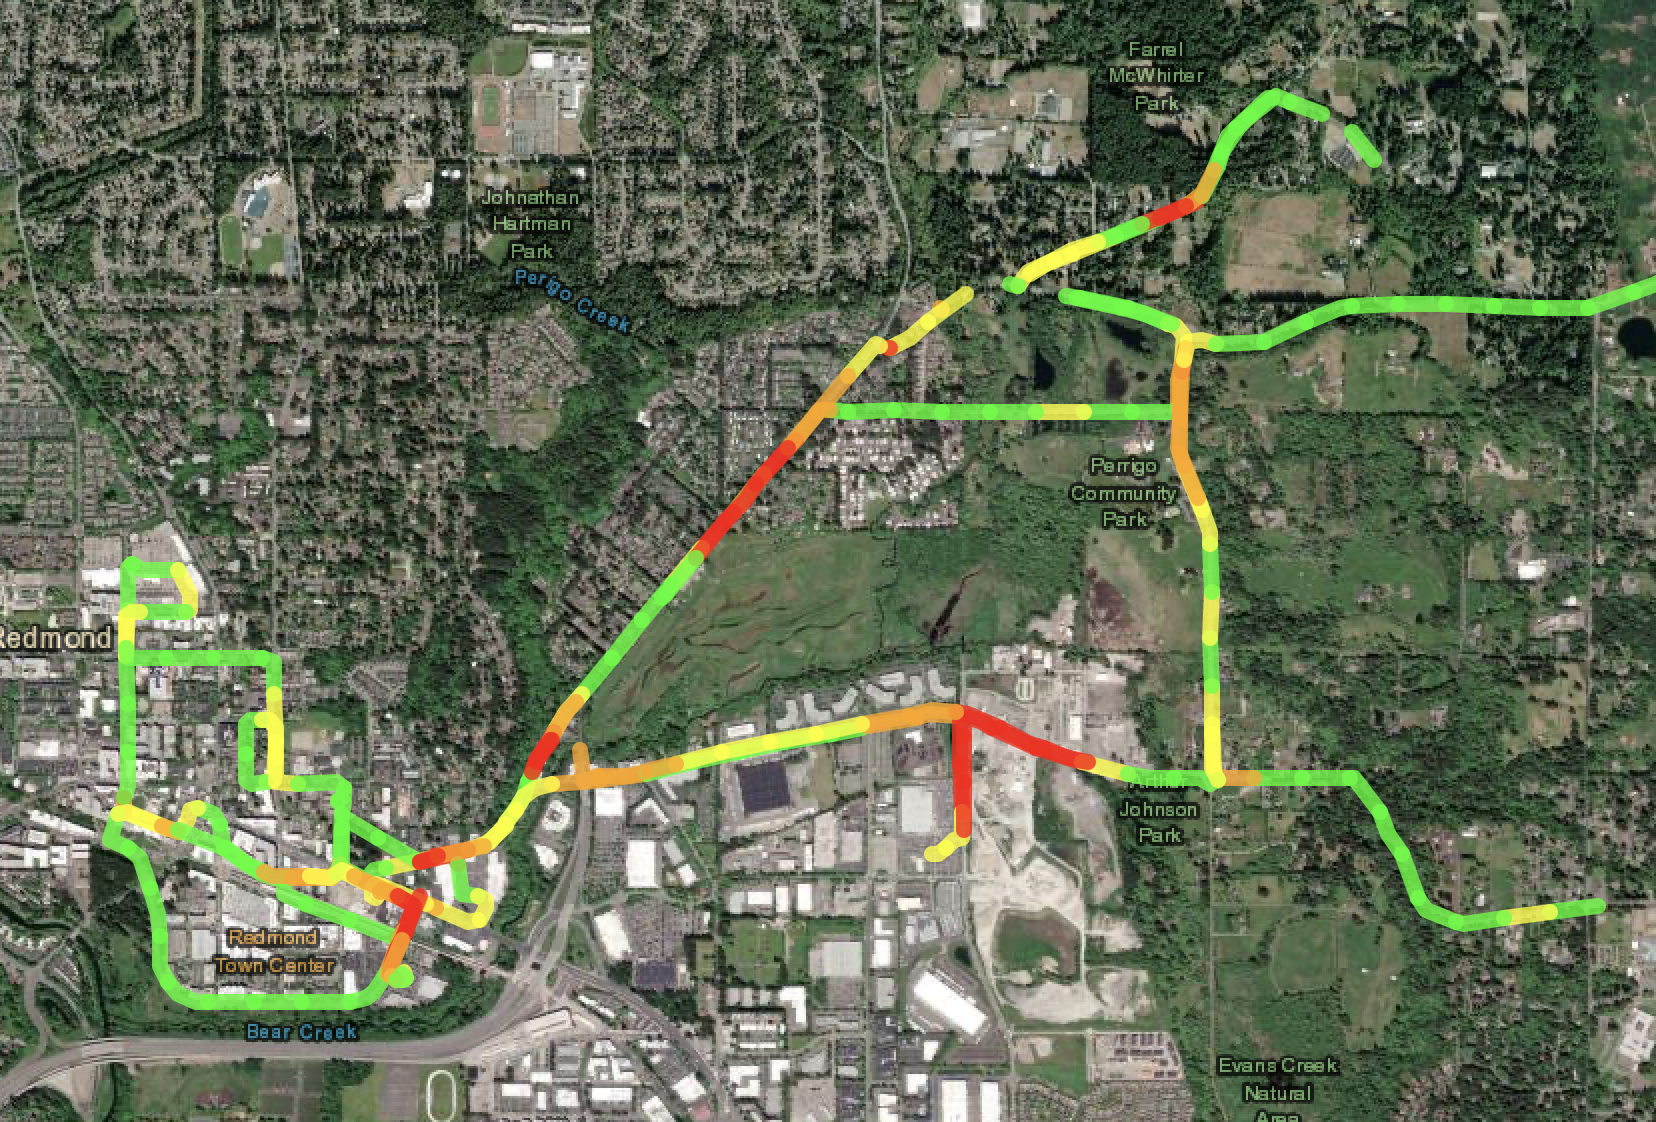 Farrel
McWhirter
Park
Johnathan
Hartman
Park
Perigo Creek
Perrigo
Community
Park
Redmond
Arthur
Johnson
Park
Redmond
Town Center
Bear Creek
Evans Creek
Natural
Area